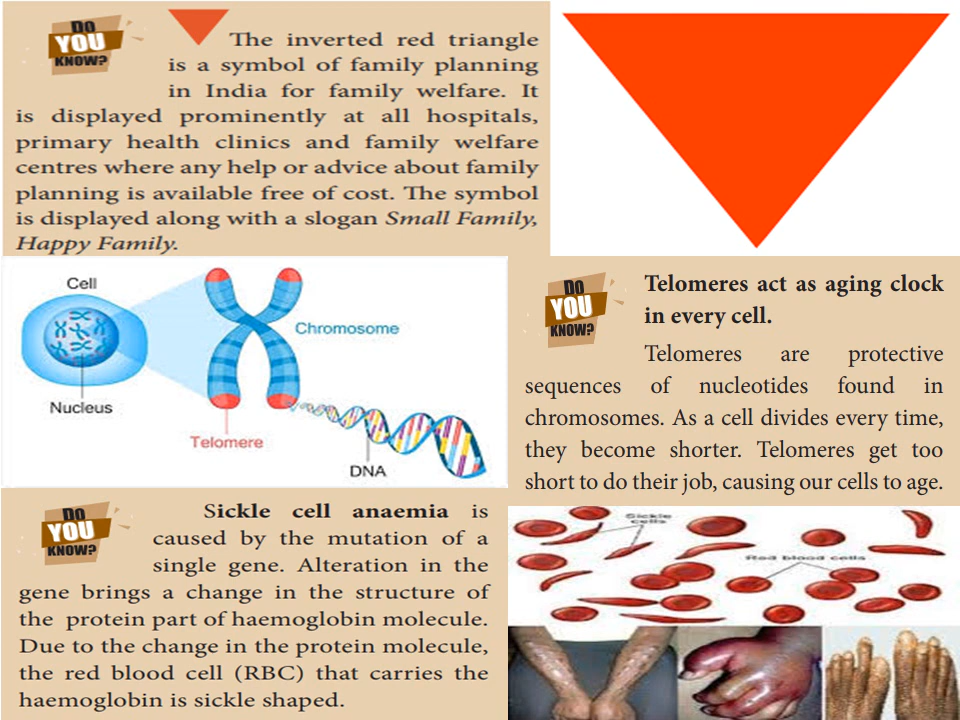 DO
YOU
KNOW?
The inverted red triangle
is a symbol of family planning
in India for family welfare. It
is displayed prominently at all hospitals,
primary health clinics and family welfare
centres where any help or advice about family
planning is available free of cost. The symbol
is displayed along with a slogan Small Family,
Happy Family.
Cell
Chromosome
Nucleus
Telomere
DNA
DO
YOU
KNOW?
Telomeres act as aging clock
in every cell.
Telomeres are protective
sequences of nucleotides found in
chromosomes. As a cell divides every time,
they become shorter. Telomeres get too
short to do their job, causing our cells to age.
DO
YOU
KNOW?
Sickle cell anaemia is
caused by the mutation of a
single gene. Alteration in the
gene brings a change in the structure of
the protein part of haemoglobin molecule.
Due to the change in the protein molecule,
the red blood cell (RBC) that carries the
haemoglobin is sickle shaped.
Sickle
cells
Red blood cells